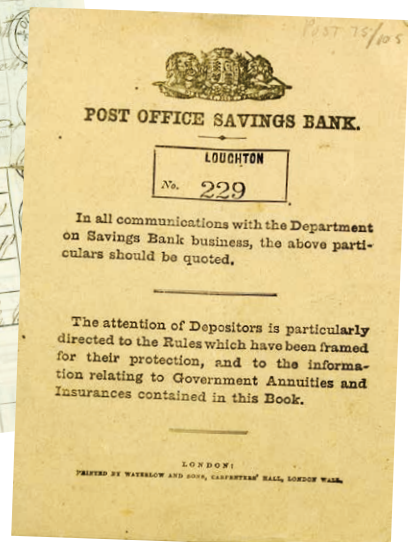 POST 75/105
POST OFFICE SAVINGS BANK.
LOUGHTON
No. 229
In all communications with the Department
on Savings Bank business, the above parti-
culars should be quoted.
The attention of Depositors is particularly
directed to the Rules which have been framed
for their protection, and to the informa-
tion relating to Government Annuities and
Insurances contained in this Book.
LONDON:
PRINTED BY WATERLOW AND SONS, CARPENTERS' HALL, LONDON WALL.